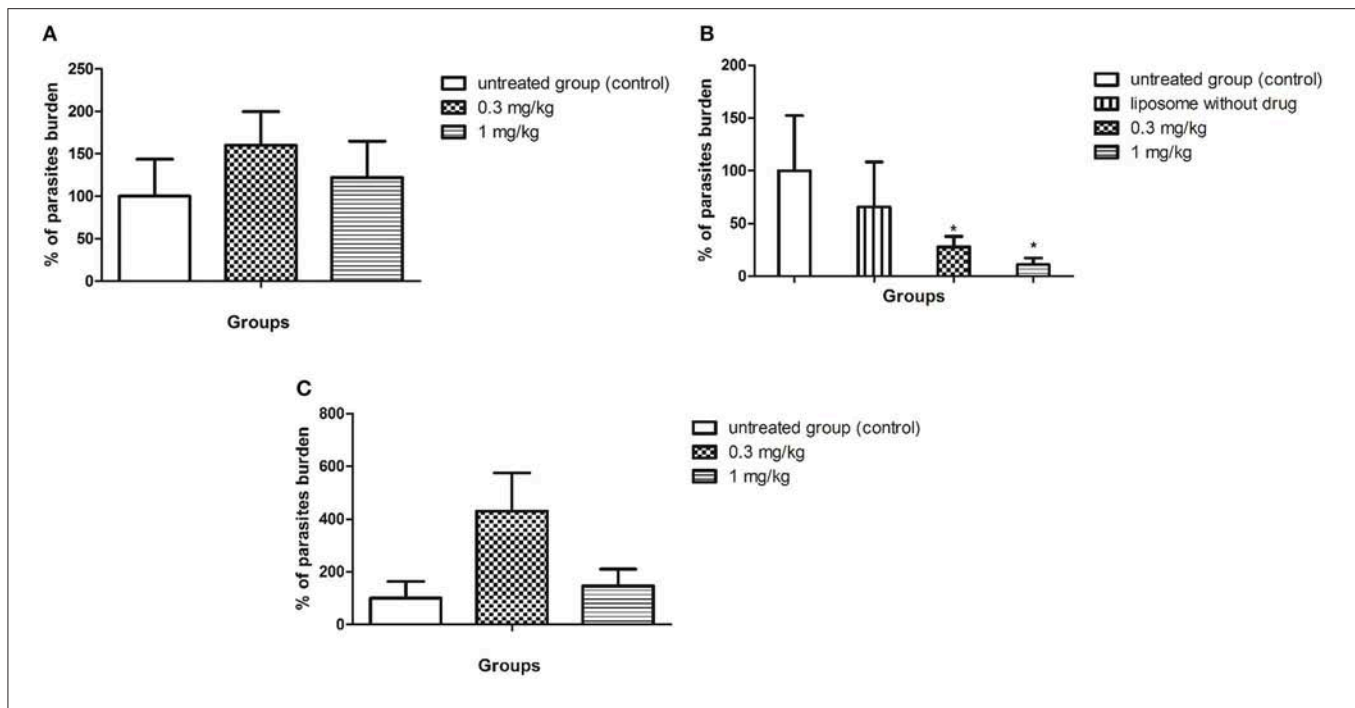 A
% of parasites burden
250
200
150
100
50
0
Groups
untreated group (control)
0.3 mg/kg
1 mg/kg
B
% of parasites burden
200
150
100
50
0
*
*
Groups
untreated group (control)
liposome without drug
0.3 mg/kg
1 mg/kg
C
% of parasites burden
800
600
400
200
0
Groups
untreated group (control)
0.3 mg/kg
1 mg/kg